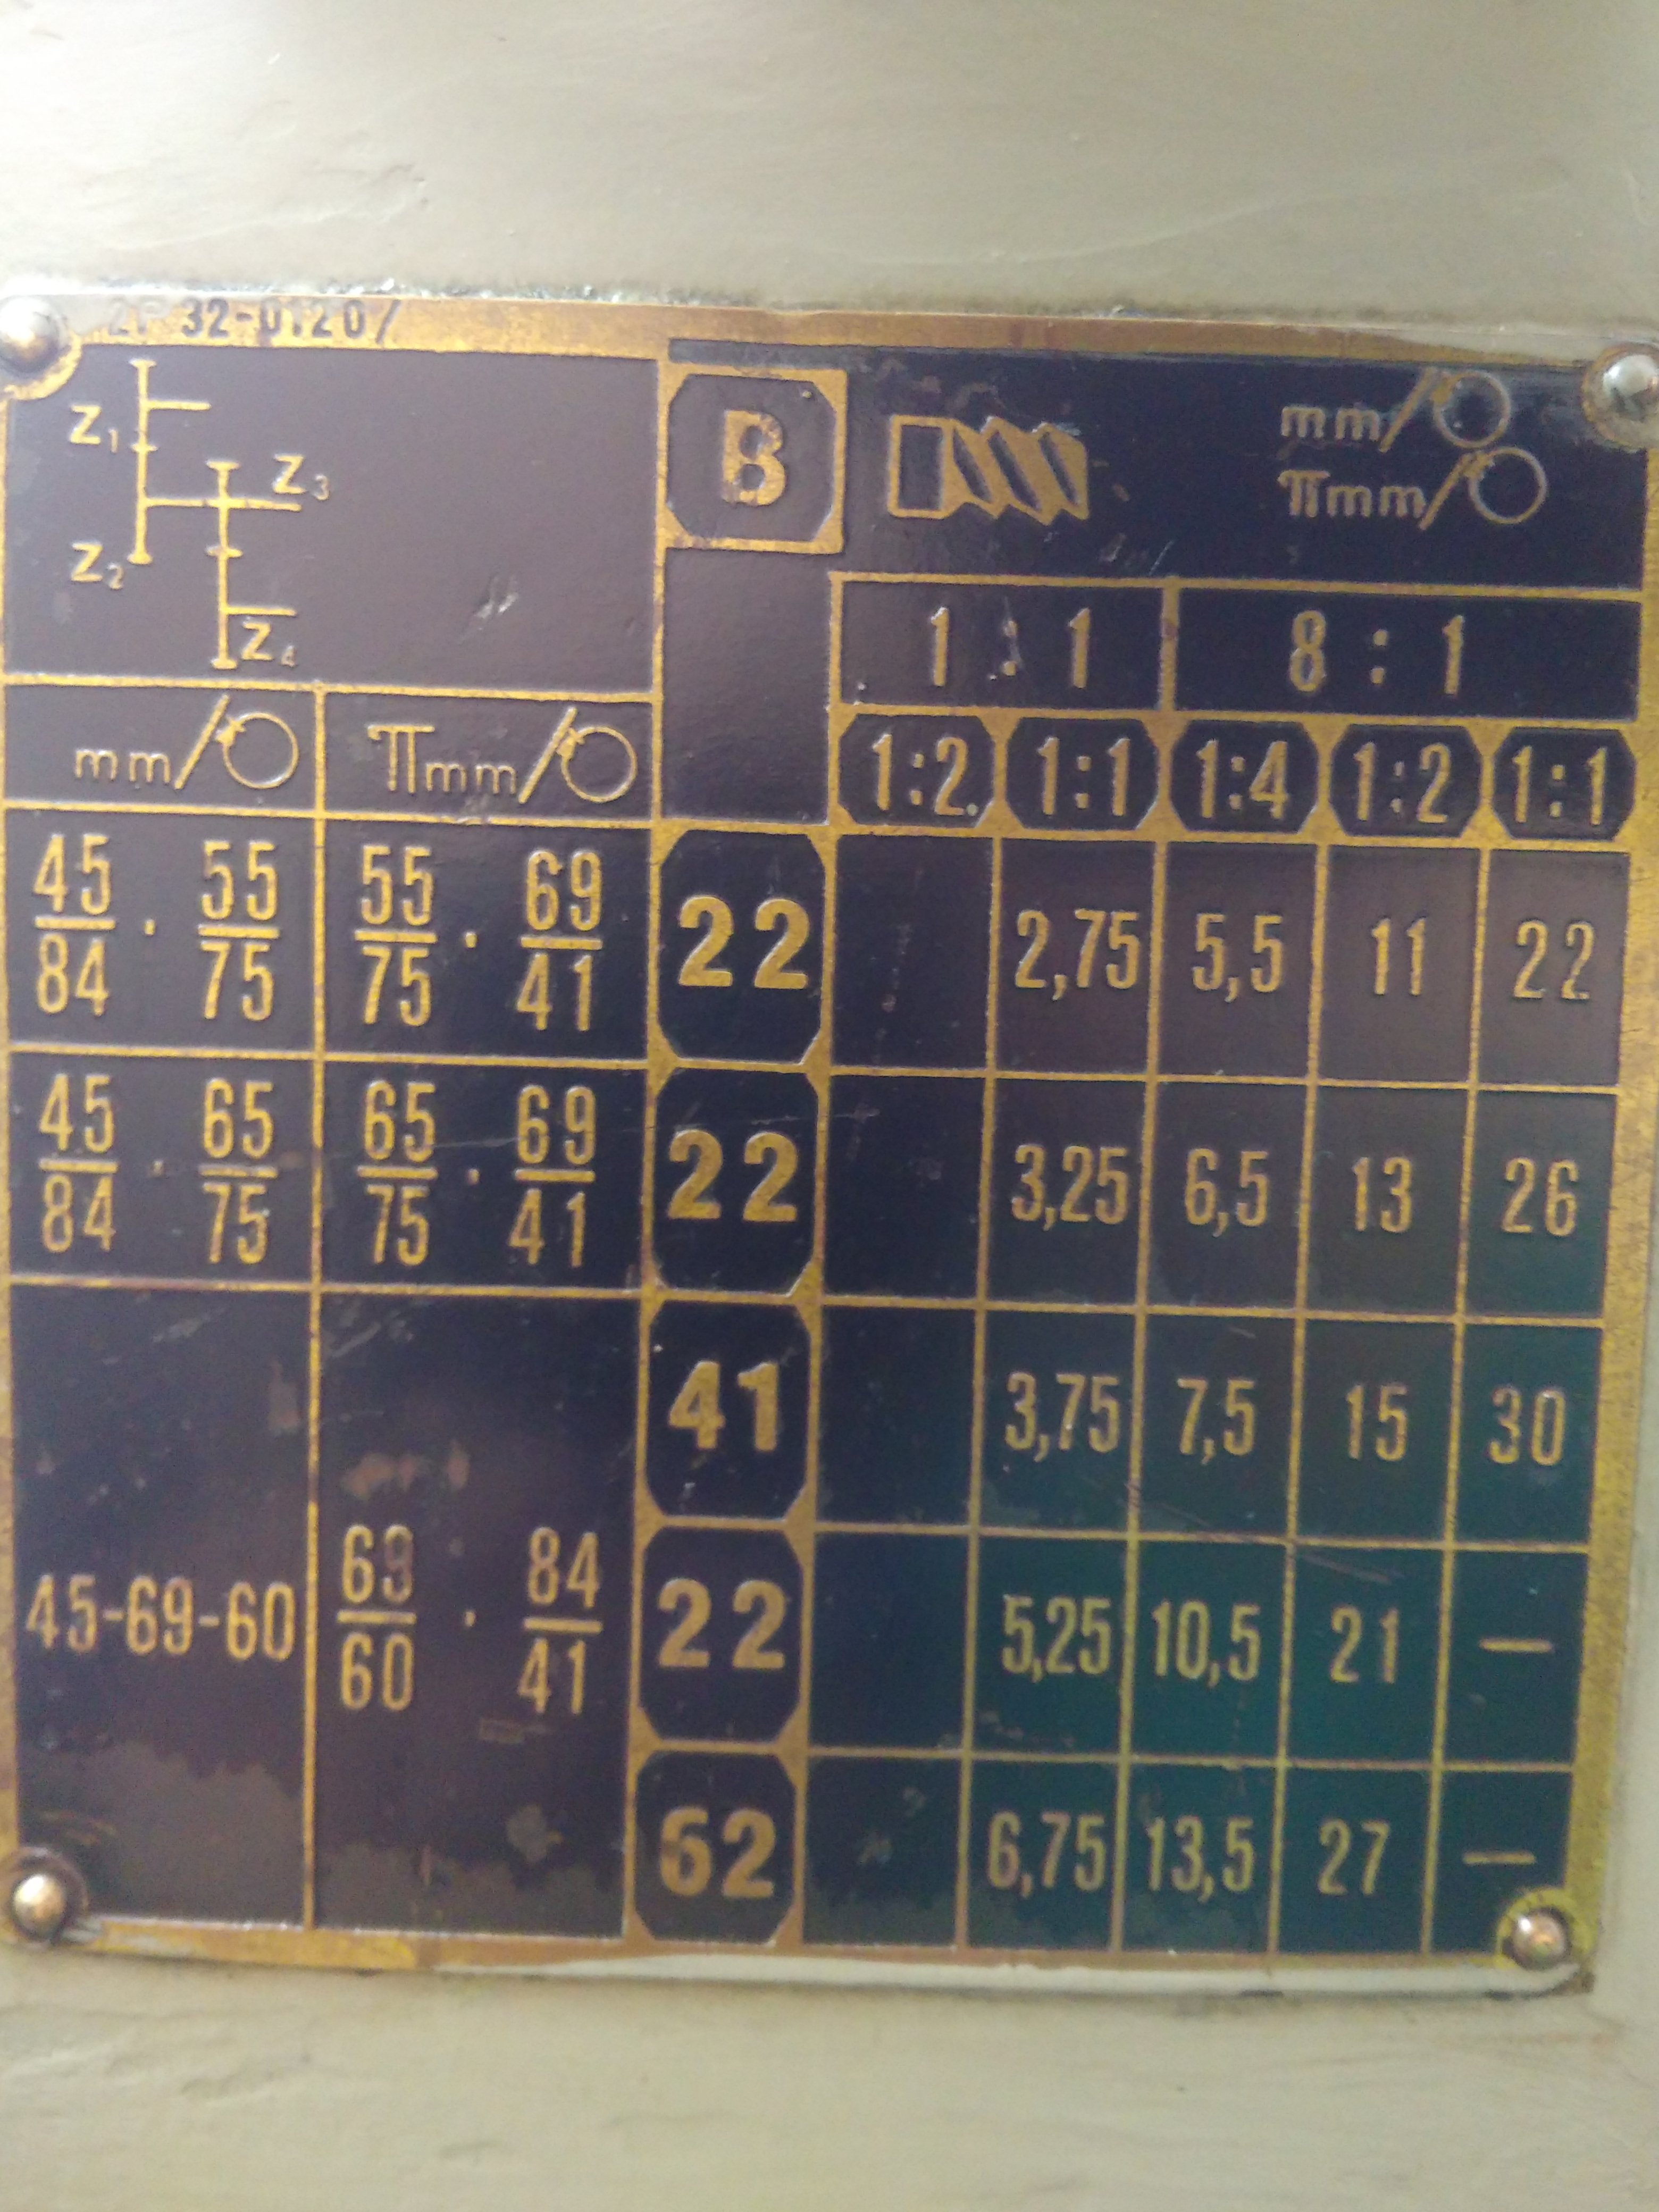 32-0120/
Z1
Z2
Z3
Z4
B
mm/
πmm/
1:1 8:1
mm/ πmm/ 1:2 1:1 1:4 1:2 1:1
45/84 · 55/75 55/75 · 69/41 22 2,75 5,5 11 22
45/84 · 65/75 65/75 · 69/41 22 3,25 6,5 13 26
41 3,75 7,5 15 30
45-69-60 69/60 · 84/41 22 5,25 10,5 21 —
62 6,75 13,5 27 —